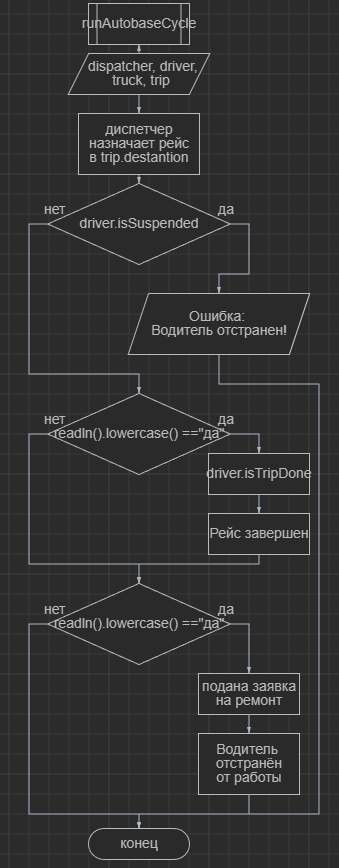 runAutobaseCycle
dispatcher, driver,
truck, trip
диспетчер
назначает рейс
в trip.destantion
нет
да
driver.isSuspended
Ошибка:
Водитель отстранен!
нет
да
readln().lowercase() =="да"
driver.isTripDone
Рейс завершен
нет
да
readln().lowercase() =="да"
подана заявка
на ремонт
Водитель
отстранён
от работы
конец